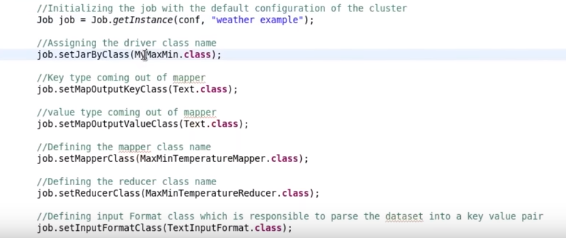 //Initializing the job with the default configuration of the cluster
Job job = Job.getInstance(conf, "weather example");
//Assigning the driver class name
job.setJarByClass(MyMaxMin.class);
//Key type coming out of mapper
job.setMapOutputKeyClass(Text.class);
//value type coming out of mapper
job.setMapOutputValueClass(Text.class);
//Defining the mapper class name
job.setMapperClass(MaxMinTemperatureMapper.class);
//Defining the reducer class name
job.setReducerClass(MaxMinTemperatureReducer.class);
//Defining input Format class which is responsible to parse the dataset into a key value pair
job.setInputFormatClass(TextInputFormat.class);